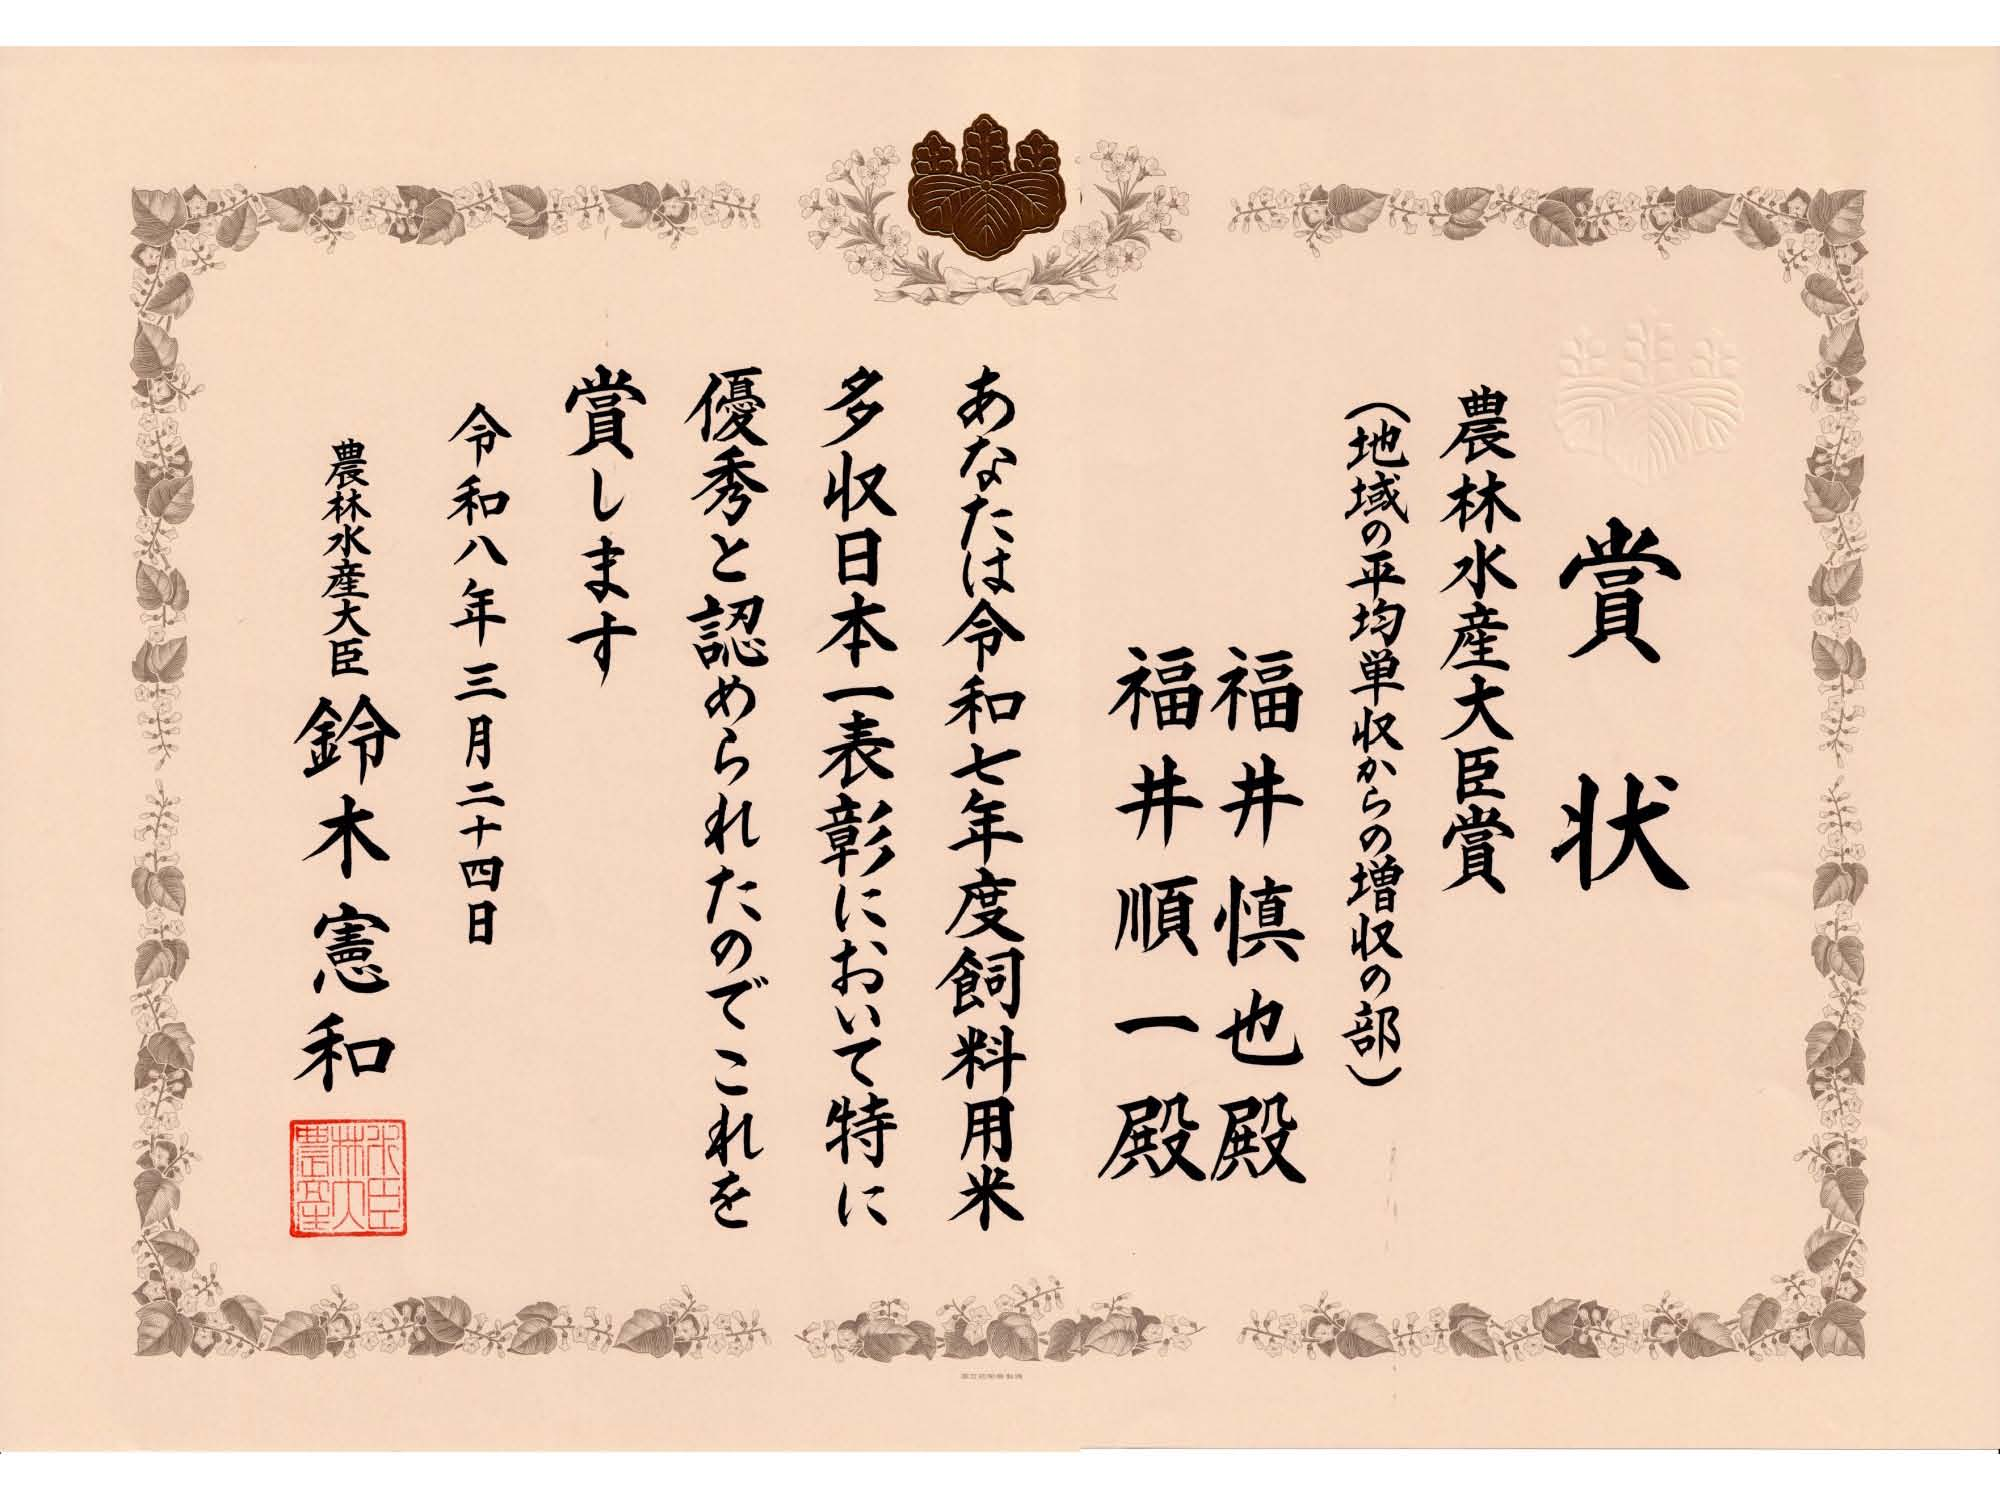 賞状
農林水産大臣賞
（地域の平均単収からの増収の部）
福井慎也殿
福井順一殿
あなたは令和七年度飼料用米
多収日本一表彰において特に
優秀と認められたのでこれを
賞します
令和八年三月二十四日
農林水産大臣 鈴木憲和